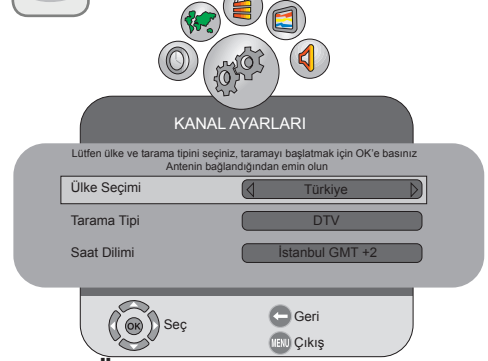 KANAL AYARLARI
Lütfen ülke ve tarama tipini seçiniz, taramayı başlatmak için OK'e basınız
Antenin bağlandığından emin olun
Ülke Seçimi Türkiye
Tarama Tipi DTV
Saat Dilimi İstanbul GMT +2
OK Seç
Geri
MENU Çıkış